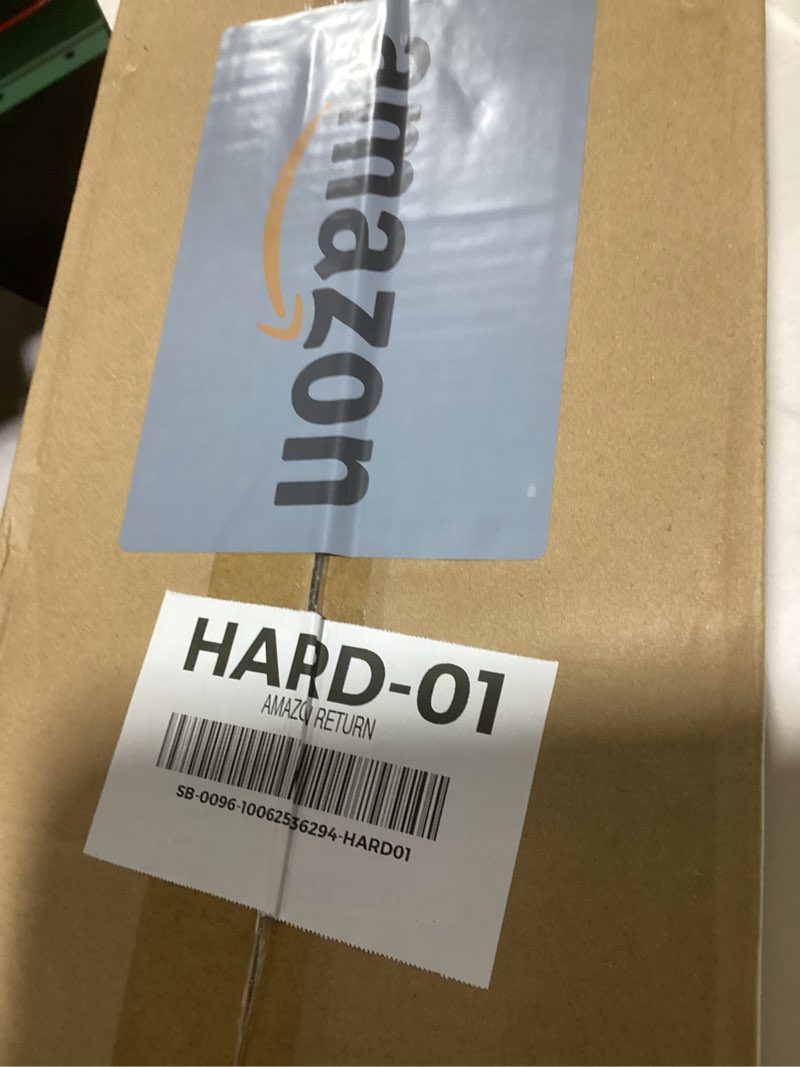 amazon
HARD-01
AMAZON RETURN
SB-0096-10062536294-HARD01